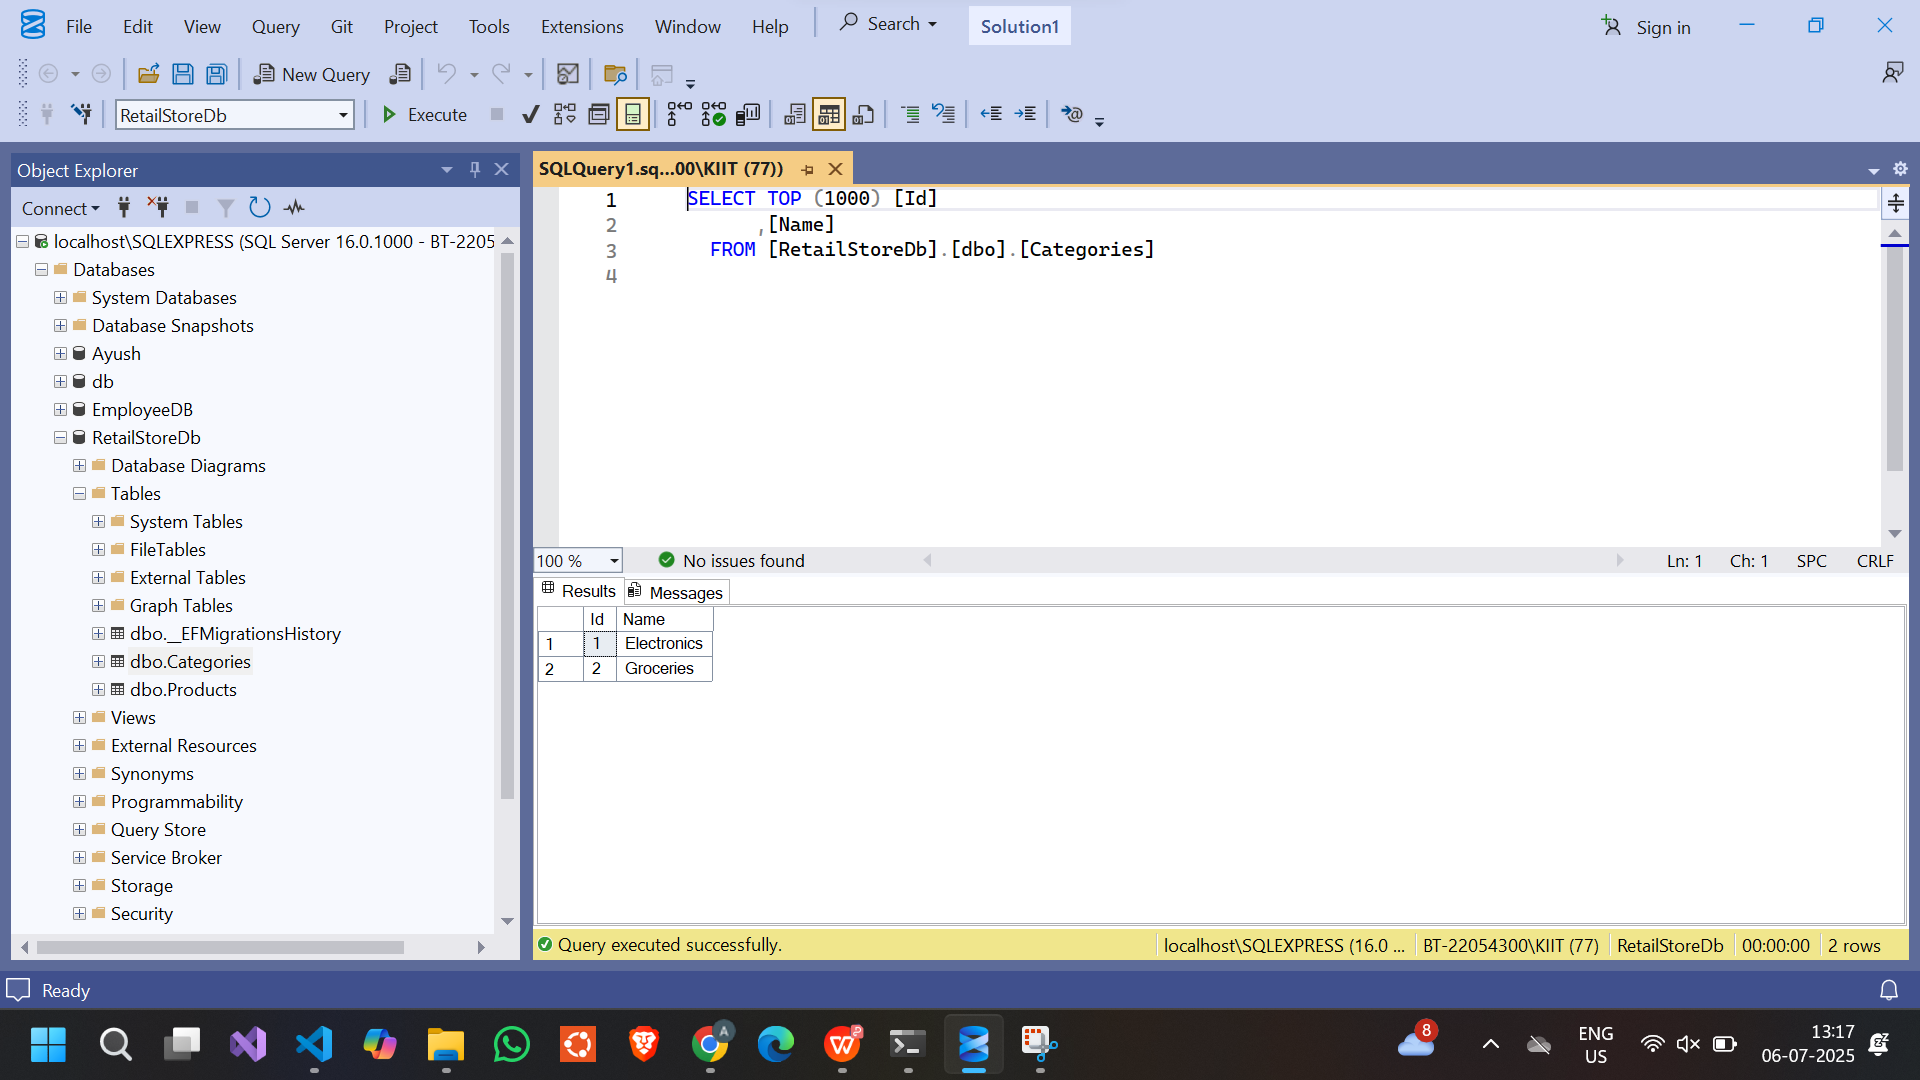 File Edit View Query Git Project Tools Extensions Window Help Search Solution1 Sign in
New Query
RetailStoreDb Execute
Object Explorer
Connect
localhost\SQLEXPRESS (SQL Server 16.0.1000 - BT-2205
Databases
System Databases
Database Snapshots
Ayush
db
EmployeeDB
RetailStoreDb
Database Diagrams
Tables
System Tables
FileTables
External Tables
Graph Tables
dbo.__EFMigrationsHistory
dbo.Categories
dbo.Products
Views
External Resources
Synonyms
Programmability
Query Store
Service Broker
Storage
Security
SQLQuery1.sq...00\KIIT (77))
1 SELECT TOP (1000) [Id]
2 ,[Name]
3 FROM [RetailStoreDb].[dbo].[Categories]
4
100 % No issues found Ln: 1 Ch: 1 SPC CRLF
Results Messages
Id Name
1 1 Electronics
2 2 Groceries
Query executed successfully. localhost\SQLEXPRESS (16.0 ... BT-22054300\KIIT (77) RetailStoreDb 00:00:00 2 rows
Ready
8
ENG
US
13:17
06-07-2025